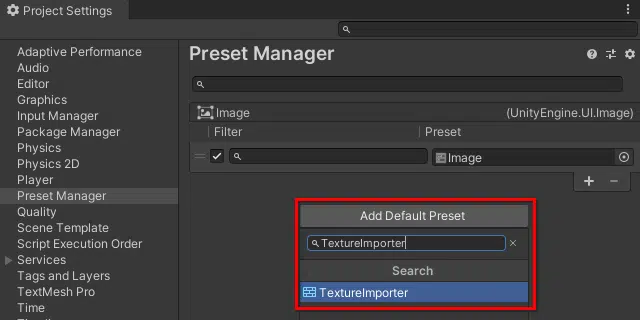 Project Settings
Adaptive Performance
Audio
Editor
Graphics
Input Manager
Package Manager
Physics
Physics 2D
Player
Preset Manager
Quality
Scene Template
Script Execution Order
Services
Tags and Layers
TextMesh Pro
Time
Preset Manager
Image (UnityEngine.UI.Image)
Filter Preset
Image
Add Default Preset
TextureImporter
Search
TextureImporter